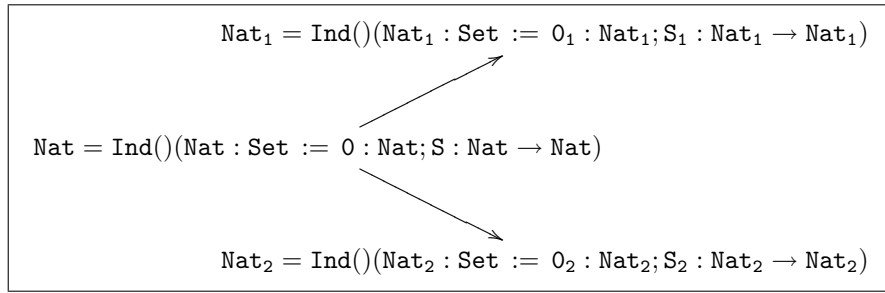 Nat₁ = Ind()(Nat₁ : Set := 0₁ : Nat₁; S₁ : Nat₁ → Nat₁)
Nat = Ind()(Nat : Set := 0 : Nat; S : Nat → Nat)
Nat₂ = Ind()(Nat₂ : Set := 0₂ : Nat₂; S₂ : Nat₂ → Nat₂)